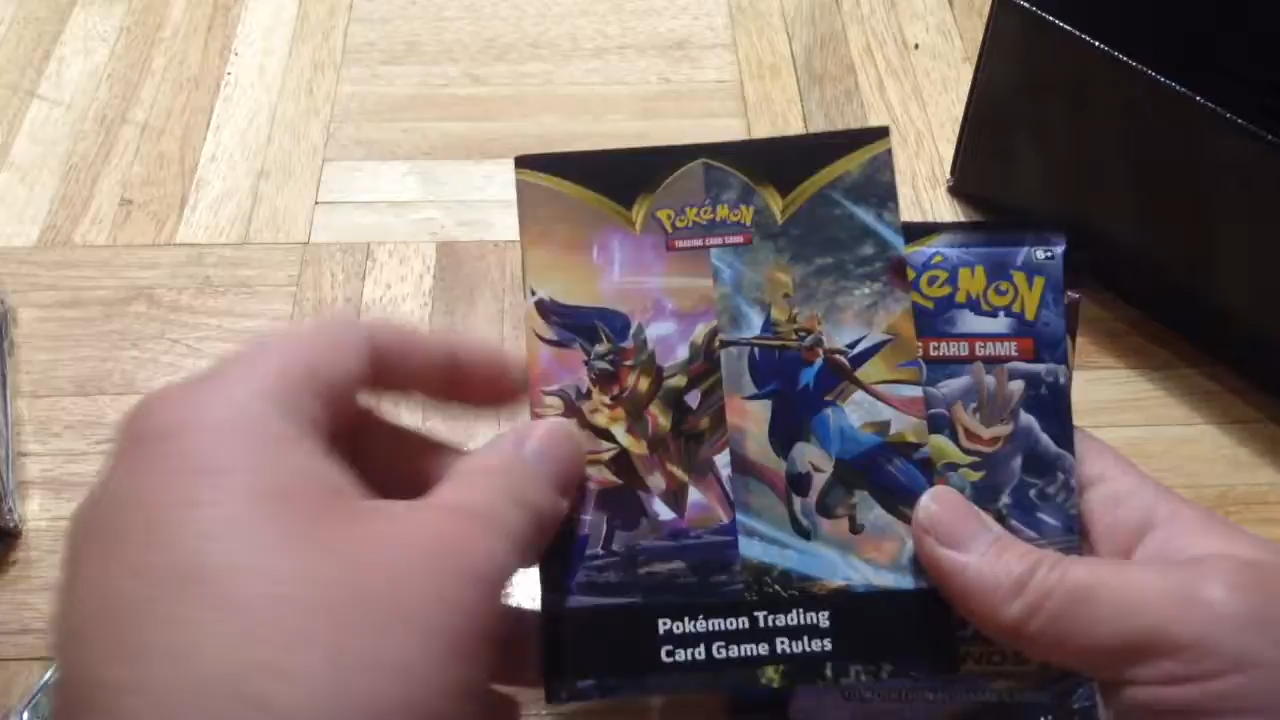 POKéMON
TRADING CARD GAME
Pokémon Trading
Card Game Rules
6+
kéMON
G CARD GAME